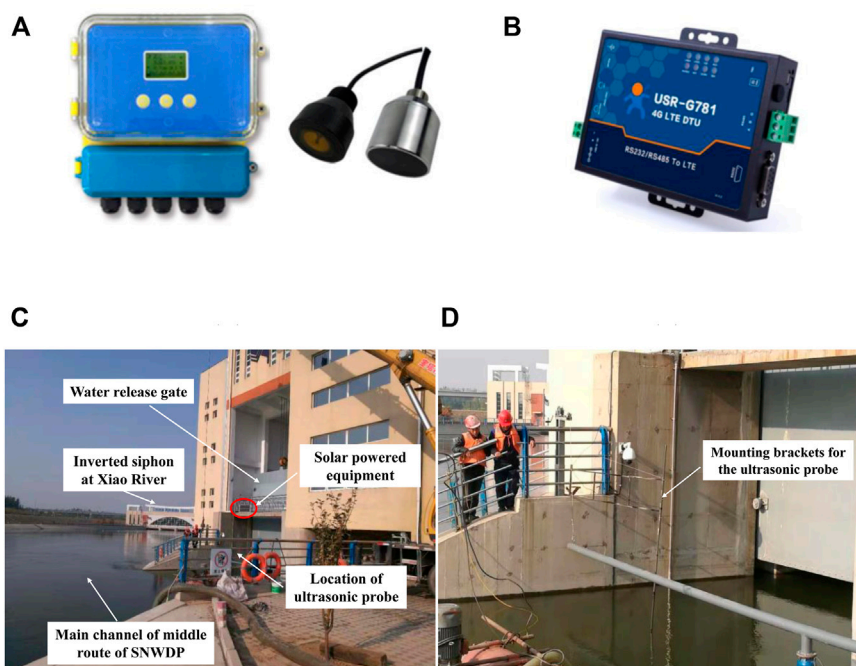 A
B
USR-G781
4G LTE DTU
RS232/RS485 To LTE
C
D
Water release gate
Inverted siphon
at Xiao River
Solar powered
equipment
Location of
ultrasonic probe
Main channel of middle
route of SNWDP
Mounting brackets for
the ultrasonic probe